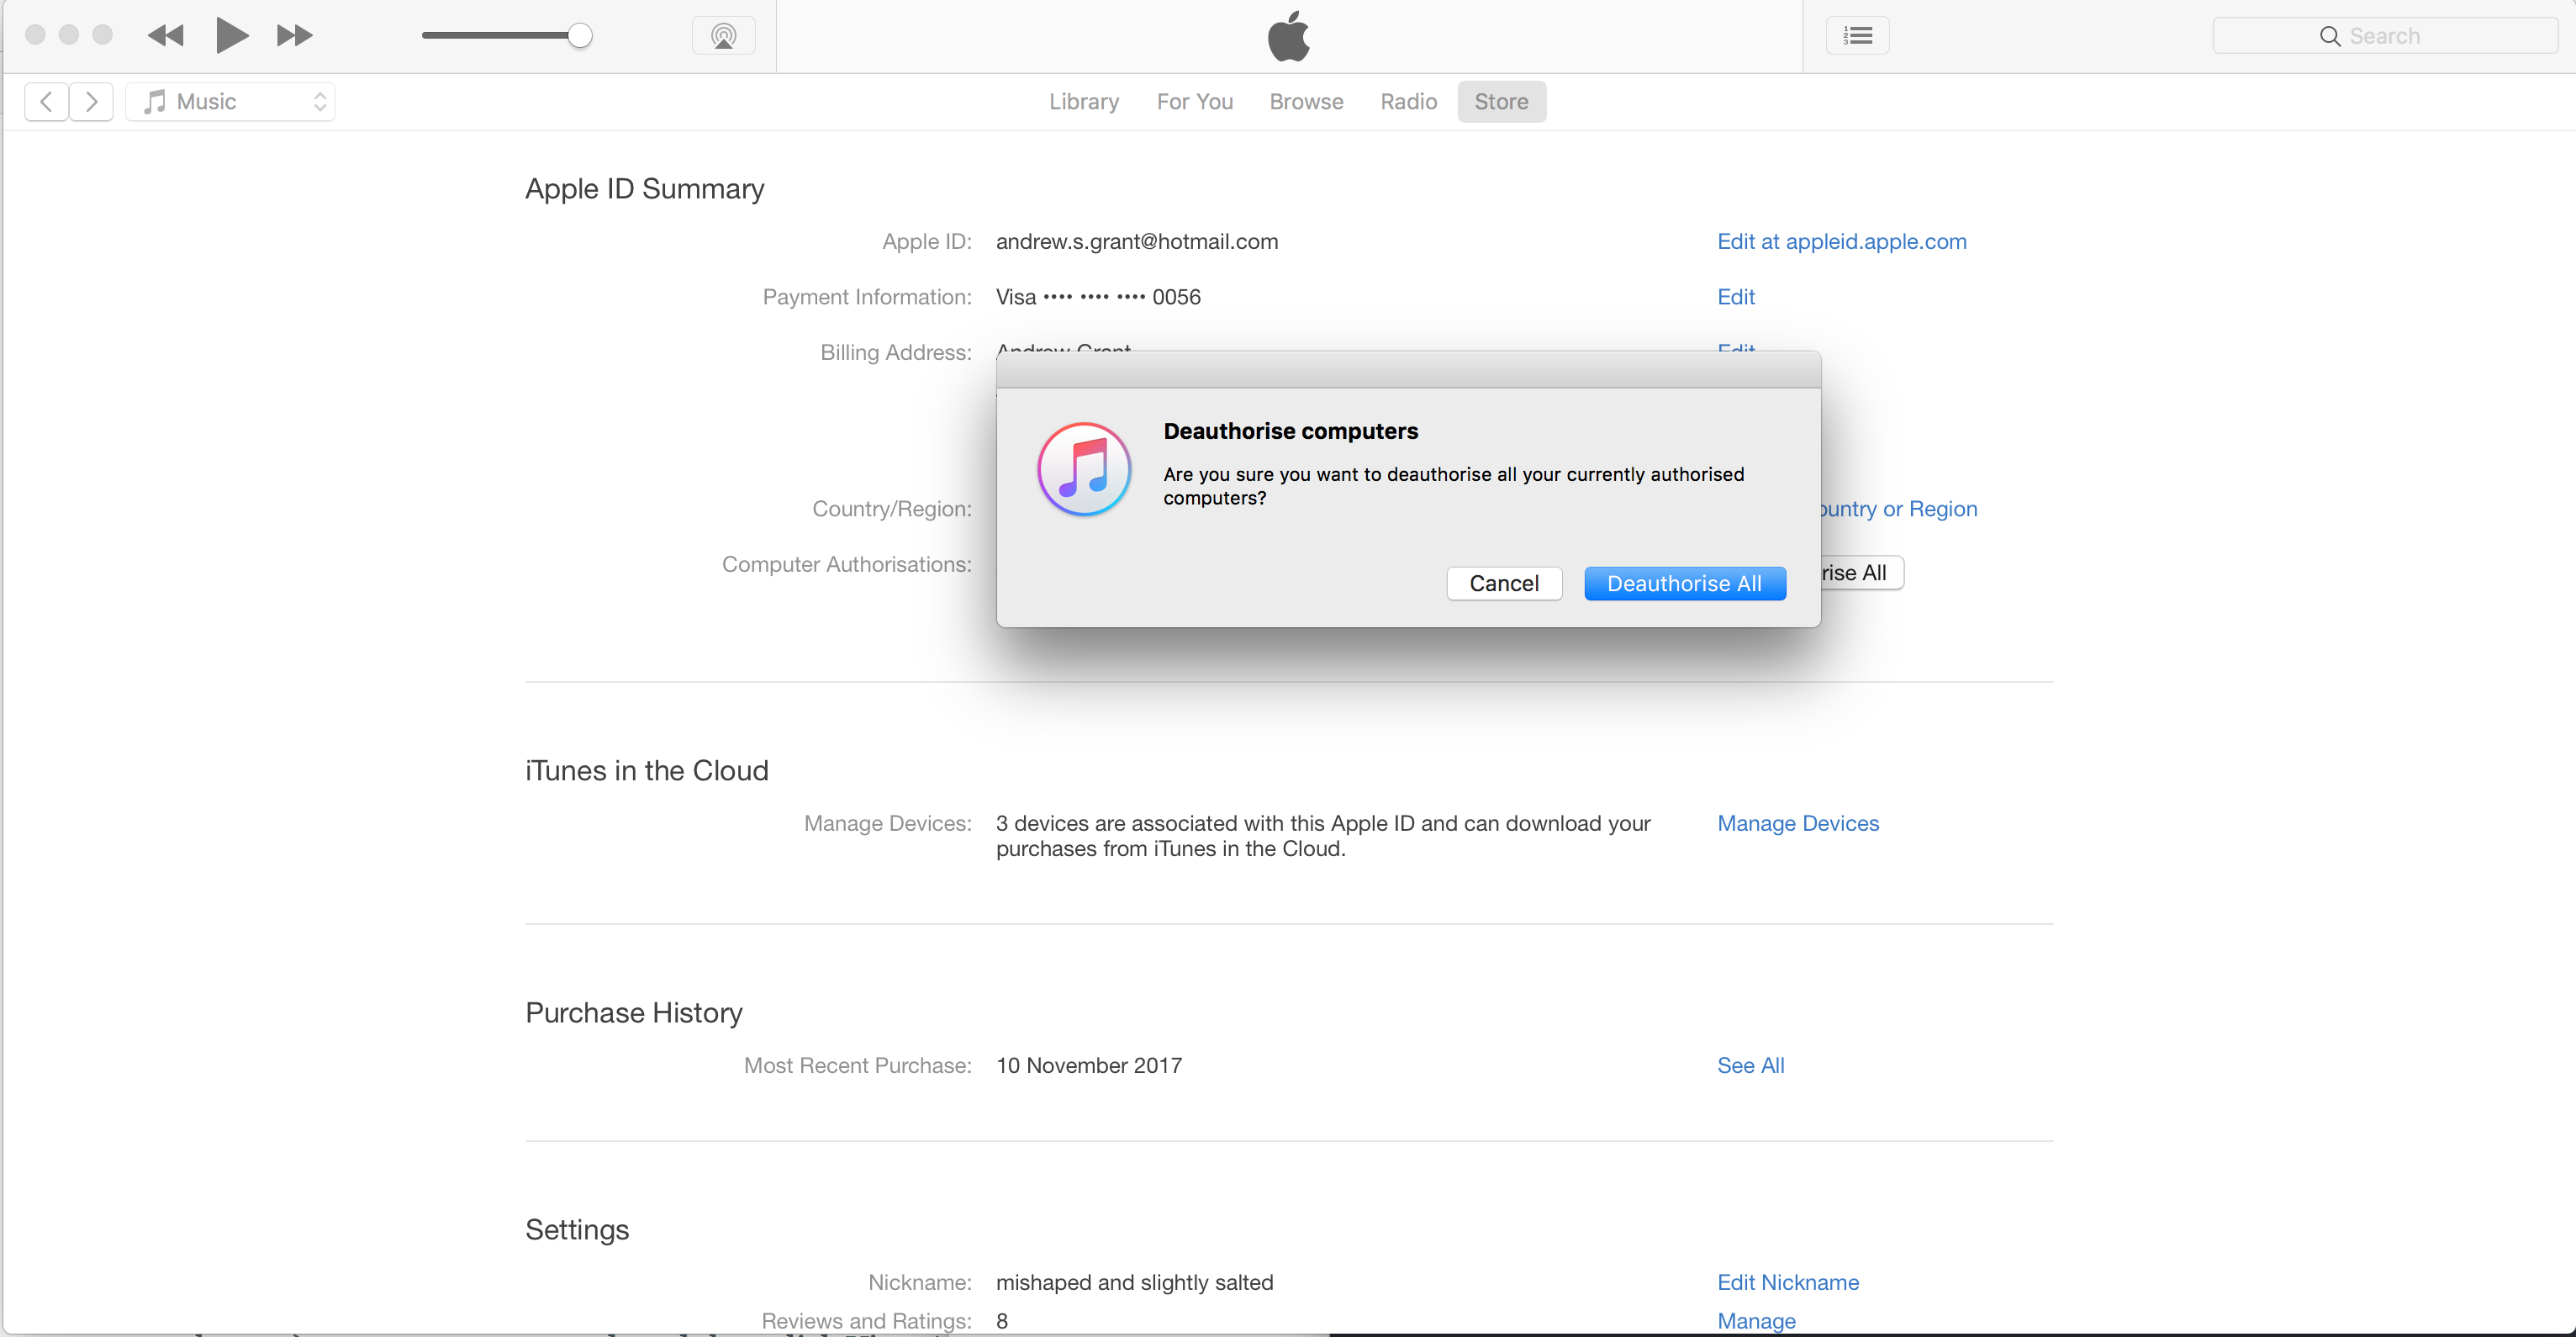 Search
Music
Library For You Browse Radio Store
Apple ID Summary
Apple ID: andrew.s.grant@hotmail.com Edit at appleid.apple.com
Payment Information: Visa •••• •••• •••• 0056 Edit
Billing Address: Andrew Grant Edit
Deauthorise computers
Are you sure you want to deauthorise all your currently authorised
computers?
Country/Region: ountry or Region
Computer Authorisations: rise All
Cancel Deauthorise All
iTunes in the Cloud
Manage Devices: 3 devices are associated with this Apple ID and can download your Manage Devices
purchases from iTunes in the Cloud.
Purchase History
Most Recent Purchase: 10 November 2017 See All
Settings
Nickname: mishaped and slightly salted Edit Nickname
Reviews and Ratings: 8 Manage